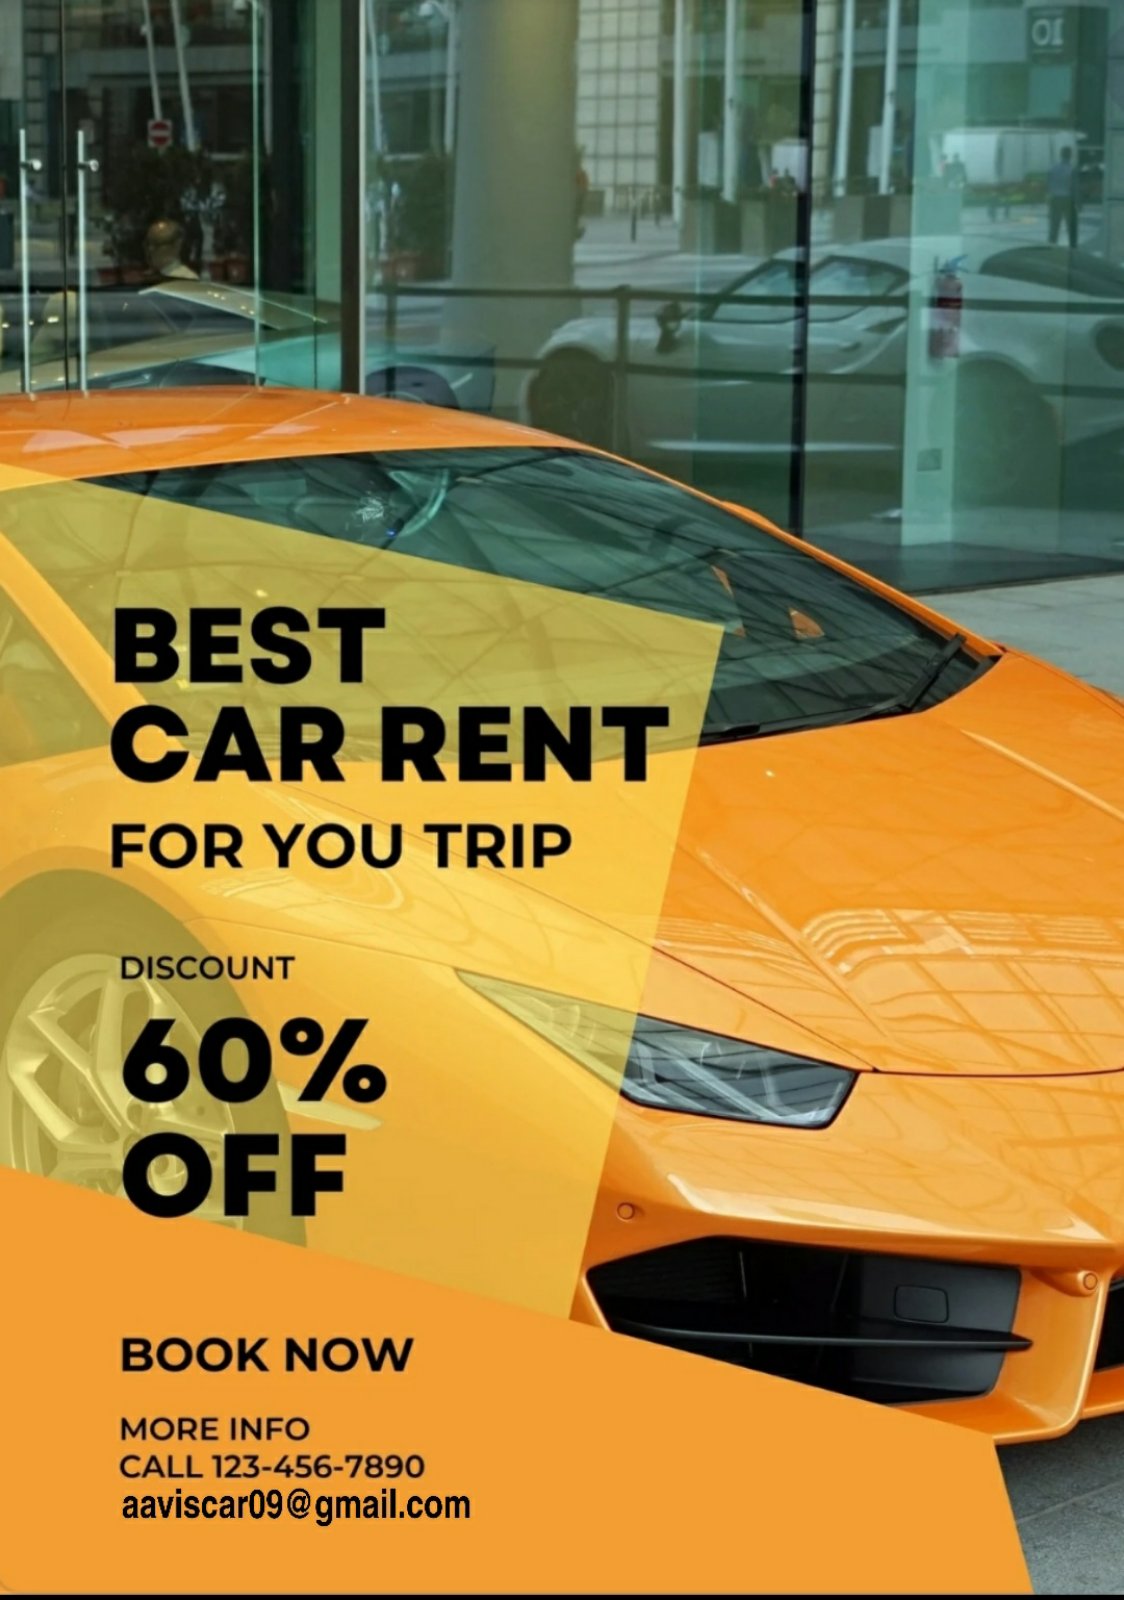 01
BEST
CAR RENT
FOR YOU TRIP
DISCOUNT
60%
OFF
BOOK NOW
MORE INFO
CALL 123-456-7890
aaviscar09@gmail.com